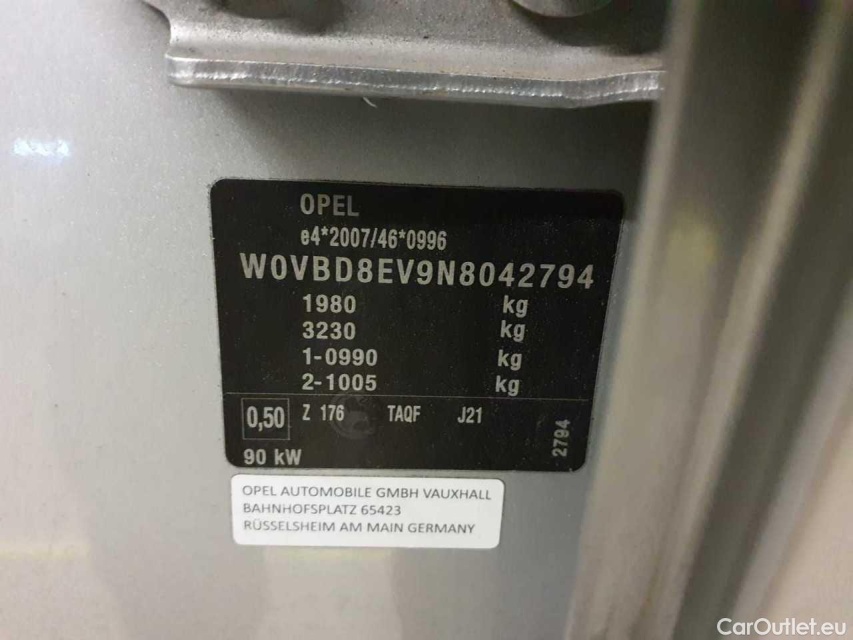 OPEL
e4*2007/46*0996
W0VBD8EV9N8042794
1980 kg
3230 kg
1-0990 kg
2-1005 kg
0,50 Z 176 TAQF J21
2794
90 kW
OPEL AUTOMOBILE GMBH VAUXHALL
BAHNHOFSPLATZ 65423
RÜSSELSHEIM AM MAIN GERMANY
CarOutlet.eu